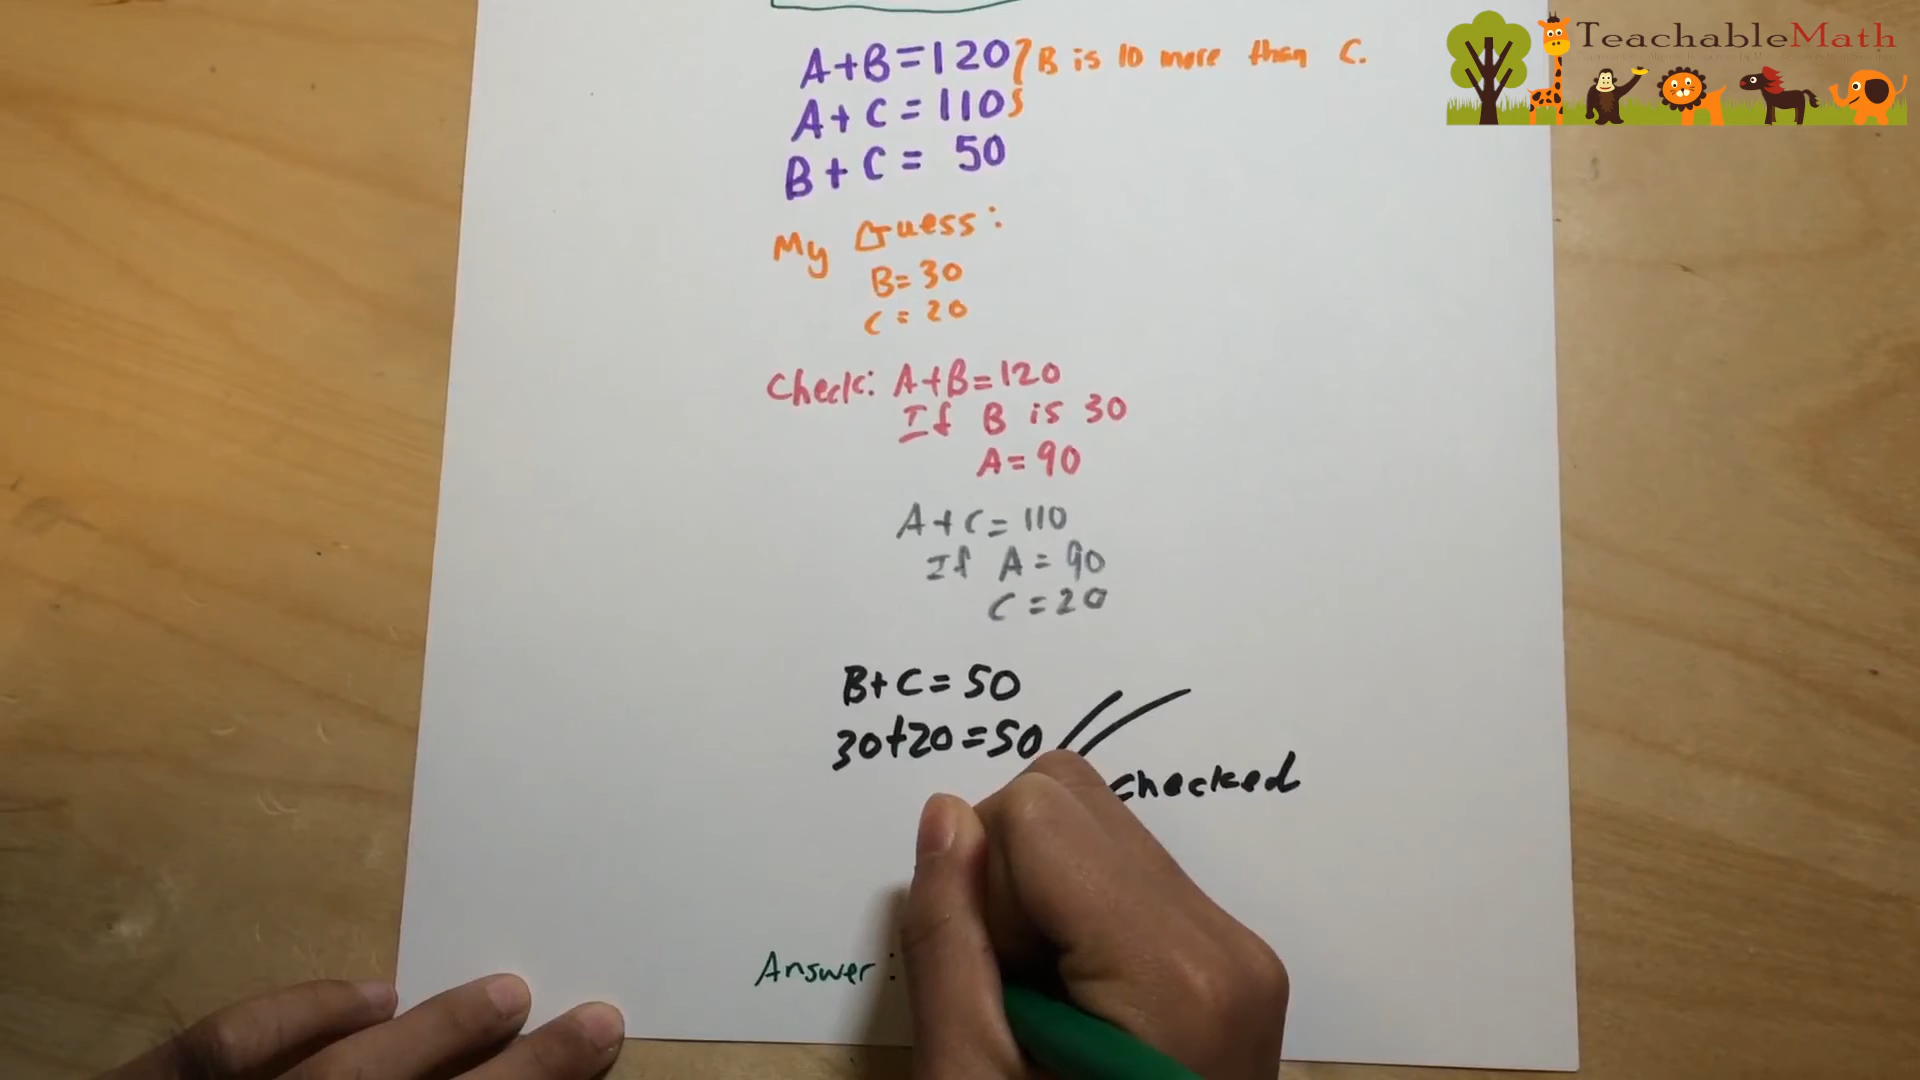 TeachableMath
A+B=120 } B is 10 more than C.
A+C=110
B+C=50
My Guess:
B=30
C=20
Check: A+B=120
If B is 30
A=90
A+C=110
If A=90
C=20
B+C=50
30+20=50
checked
Answer: